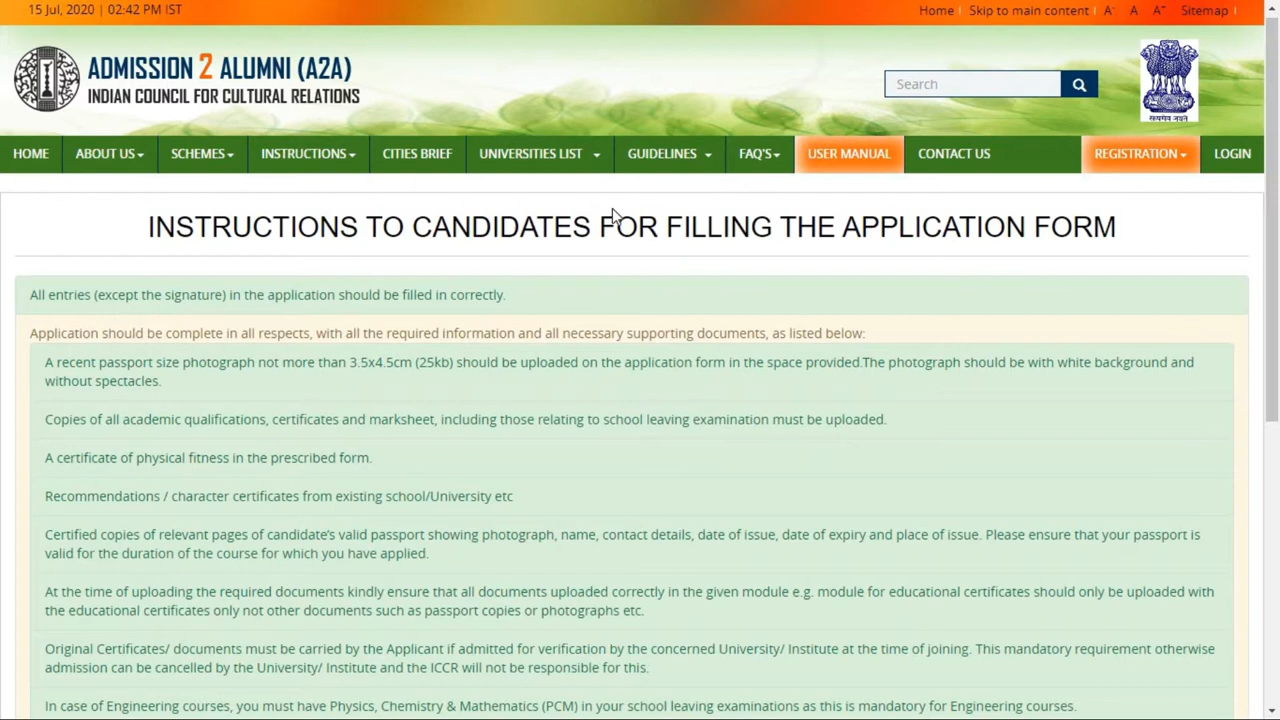 15 Jul, 2020 | 02:42 PM IST
Home | Skip to main content | A- A A+ Sitemap |
ADMISSION 2 ALUMNI (A2A)
INDIAN COUNCIL FOR CULTURAL RELATIONS
Search
सत्यमेव जयते
HOME ABOUT US SCHEMES INSTRUCTIONS CITIES BRIEF UNIVERSITIES LIST GUIDELINES FAQ'S USER MANUAL CONTACT US REGISTRATION LOGIN
INSTRUCTIONS TO CANDIDATES FOR FILLING THE APPLICATION FORM
All entries (except the signature) in the application should be filled in correctly.
Application should be complete in all respects, with all the required information and all necessary supporting documents, as listed below:
A recent passport size photograph not more than 3.5x4.5cm (25kb) should be uploaded on the application form in the space provided.The photograph should be with white background and
without spectacles.
Copies of all academic qualifications, certificates and marksheet, including those relating to school leaving examination must be uploaded.
A certificate of physical fitness in the prescribed form.
Recommendations / character certificates from existing school/University etc
Certified copies of relevant pages of candidate's valid passport showing photograph, name, contact details, date of issue, date of expiry and place of issue. Please ensure that your passport is
valid for the duration of the course for which you have applied.
At the time of uploading the required documents kindly ensure that all documents uploaded correctly in the given module e.g. module for educational certificates should only be uploaded with
the educational certificates only not other documents such as passport copies or photographs etc.
Original Certificates/ documents must be carried by the Applicant if admitted for verification by the concerned University/ Institute at the time of joining. This mandatory requirement otherwise
admission can be cancelled by the University/ Institute and the ICCR will not be responsible for this.
In case of Engineering courses, you must have Physics, Chemistry & Mathematics (PCM) in your school leaving examinations as this is mandatory for Engineering courses.